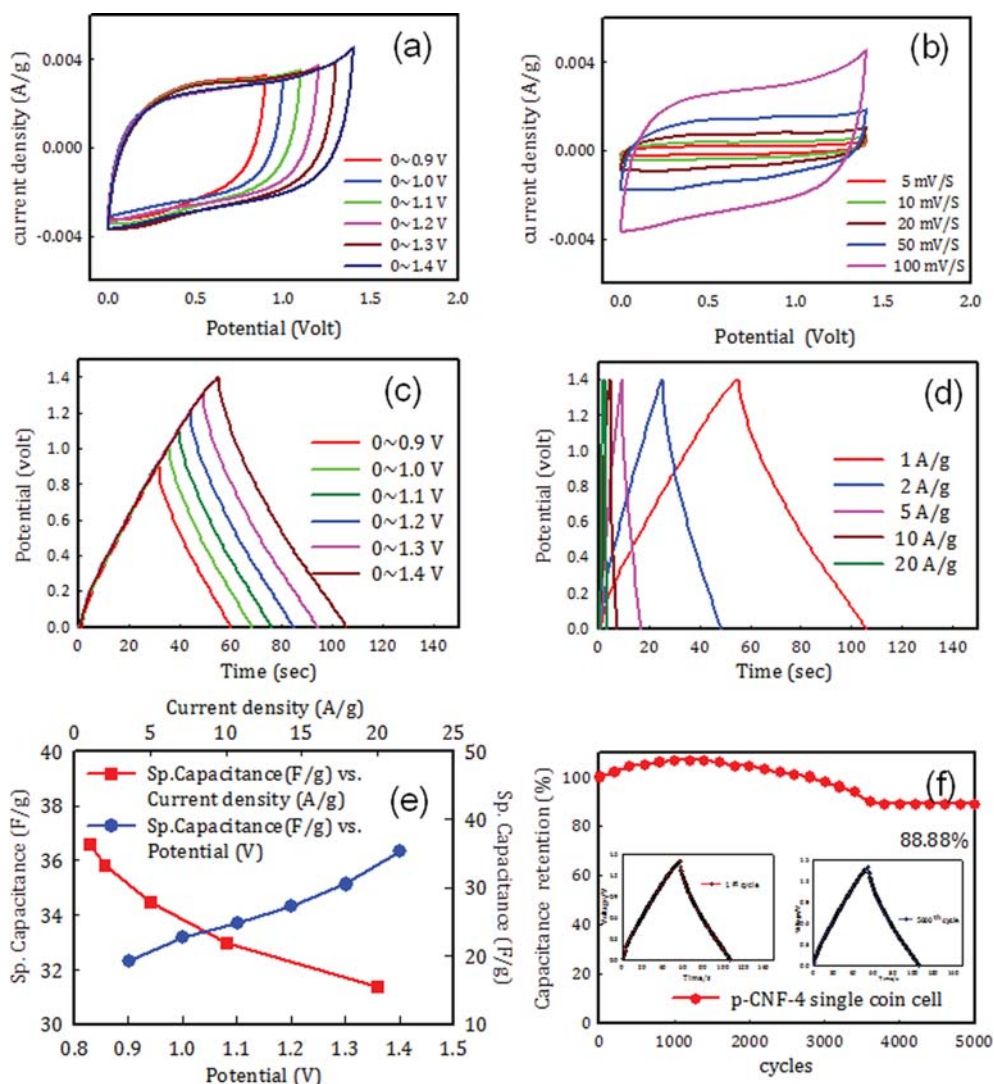 (a)
current density (A/g)
0.004
0.000
-0.004
0~0.9 V
0~1.0 V
0~1.1 V
0~1.2 V
0~1.3 V
0~1.4 V
0.0 0.5 1.0 1.5 2.0
Potential (Volt)
(b)
current density (A/g)
0.004
0.000
-0.004
5 mV/S
10 mV/S
20 mV/S
50 mV/S
100 mV/S
0.0 0.5 1.0 1.5 2.0
Potential (Volt)
(c)
Potential (volt)
1.4
1.2
1.0
0.8
0.6
0.4
0.2
0.0
0~0.9 V
0~1.0 V
0~1.1 V
0~1.2 V
0~1.3 V
0~1.4 V
0 20 40 60 80 100 120 140
Time (sec)
(d)
Potential (volt)
1.4
1.2
1.0
0.8
0.6
0.4
0.2
0.0
1 A/g
2 A/g
5 A/g
10 A/g
20 A/g
0 20 40 60 80 100 120 140
Time (sec)
Current density (A/g)
0 5 10 15 20 25
Sp. Capacitance (F/g)
40
38
36
34
32
30
Sp.Capacitance(F/g) vs.
Current density (A/g)
Sp.Capacitance(F/g) vs.
Potential (V)
(e)
50
40
30
20
10
Sp. Capacitance (F/g)
0.8 0.9 1.0 1.1 1.2 1.3 1.4 1.5
Potential (V)
(f)
Capacitance retention (%)
100
80
60
40
20
0
88.88%
1 st cycle
Time/s
5000th cycle
Time/s
p-CNF-4 single coin cell
0 1000 2000 3000 4000 5000
cycles